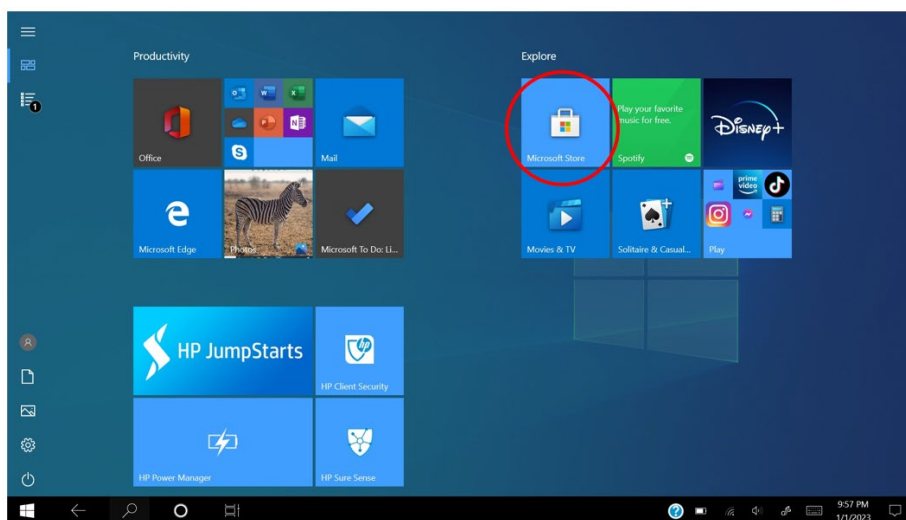 Productivity
Explore
1
Office
Mail
Microsoft Store
Play your favorite
music for free.
Spotify
Disney+
Microsoft Edge
Photos
Microsoft To Do: Li...
Movies & TV
Solitaire & Casual...
prime
video
Play
HP JumpStarts
hp
HP Client Security
HP Power Manager
HP Sure Sense
9:57 PM
1/1/2023